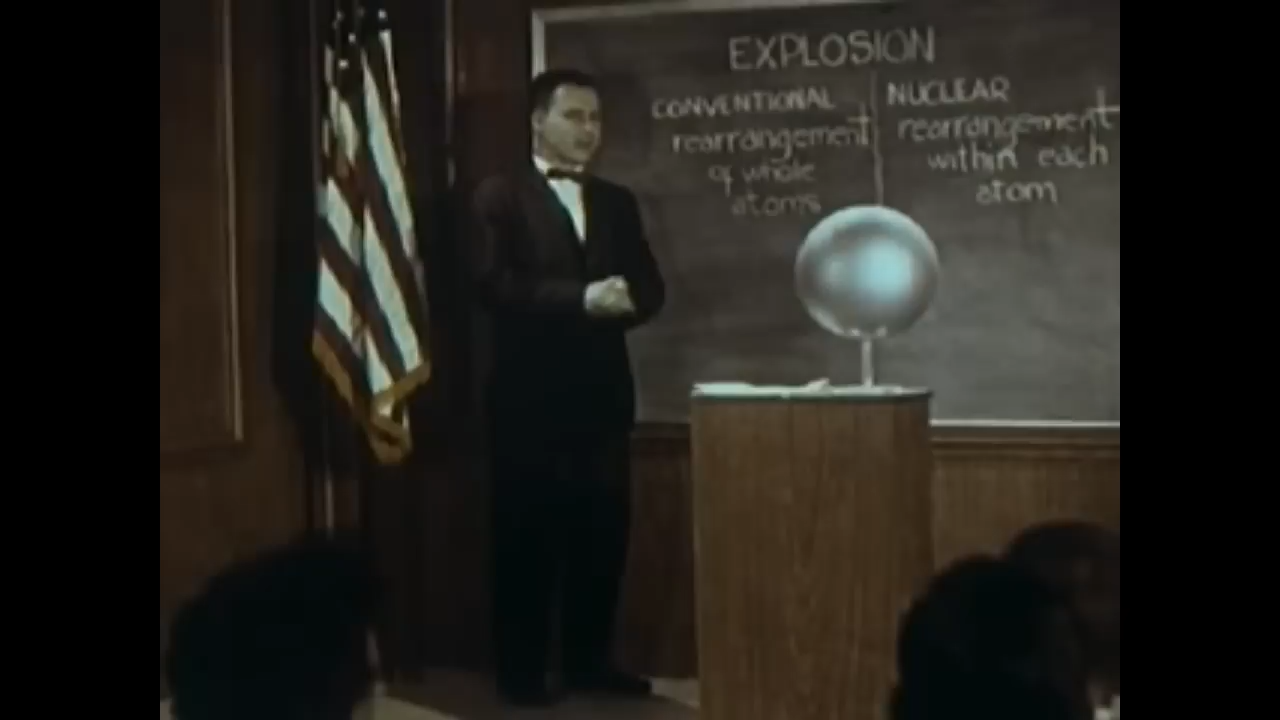 EXPLOSION
CONVENTIONAL
rearrangement
of whole
atoms
NUCLEAR
rearrangement
within each
atom